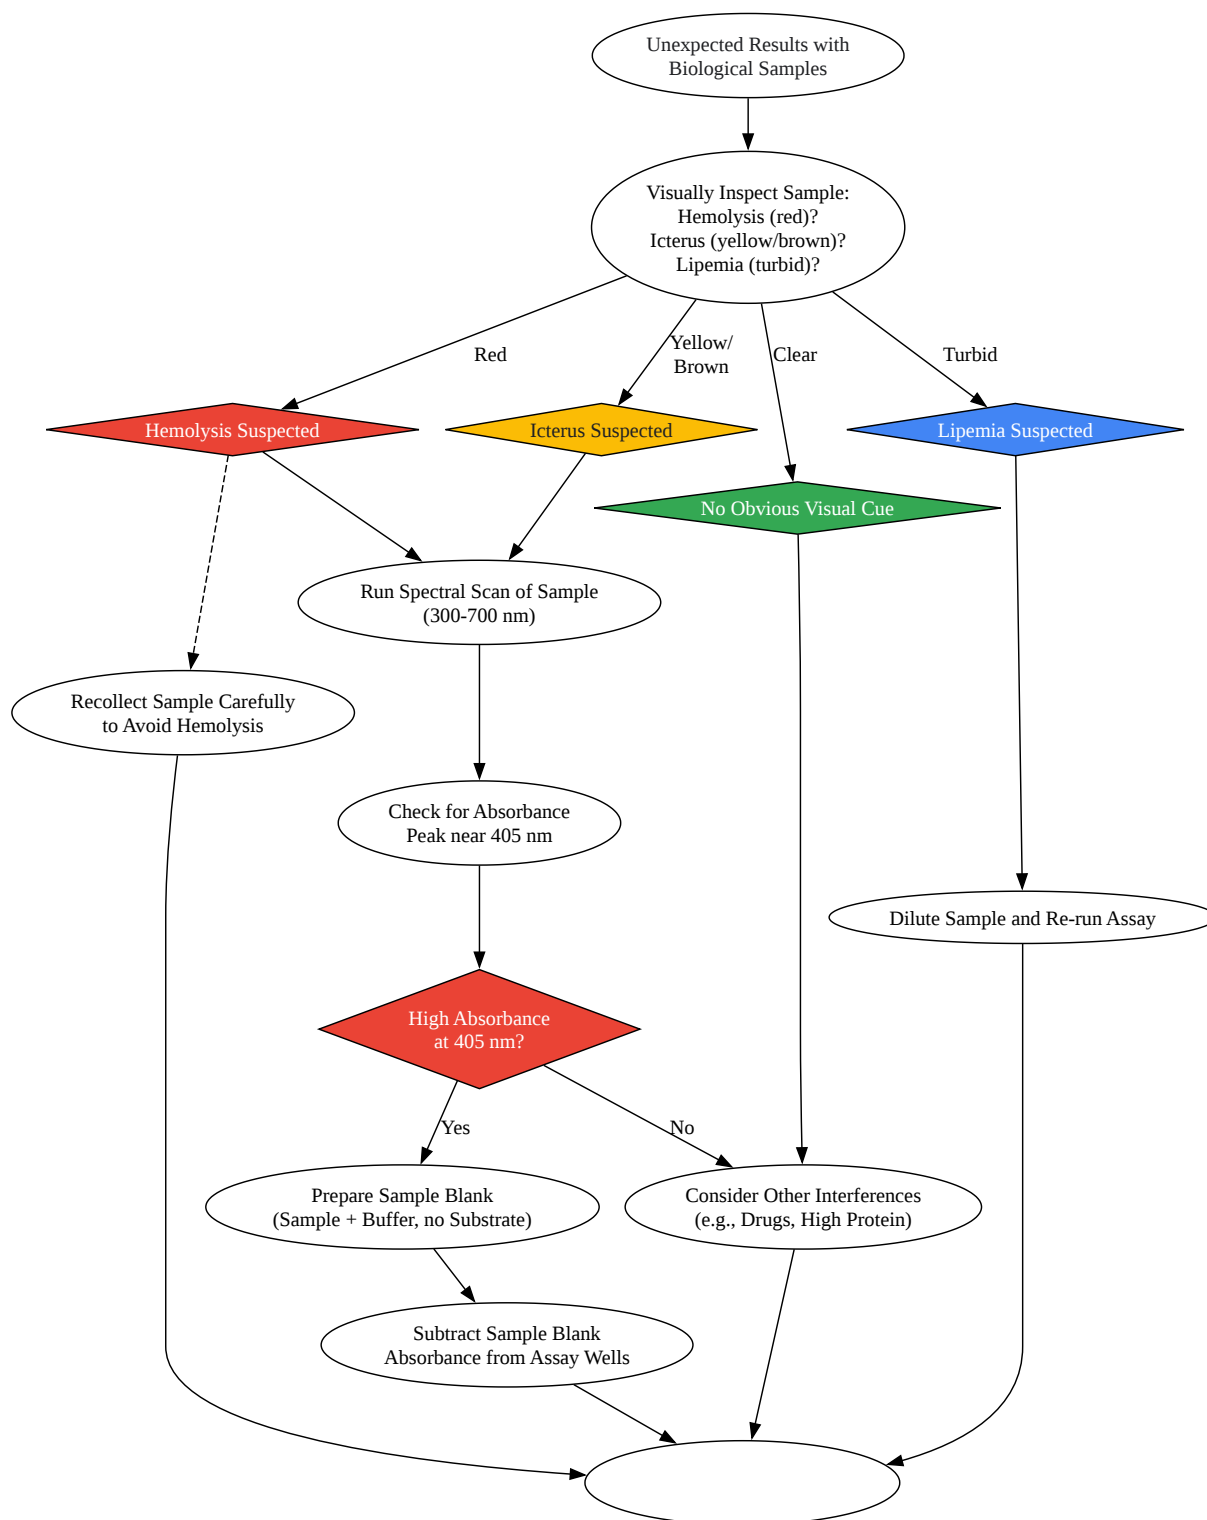 Unexpected Results with
Biological Samples
Visually Inspect Sample:
Hemolysis (red)?
Icterus (yellow/brown)?
Lipemia (turbid)?
Red
Yellow/
Brown
Clear
Turbid
Hemolysis Suspected
Icterus Suspected
Lipemia Suspected
No Obvious Visual Cue
Run Spectral Scan of Sample
(300-700 nm)
Recollect Sample Carefully
to Avoid Hemolysis
Check for Absorbance
Peak near 405 nm
Dilute Sample and Re-run Assay
High Absorbance
at 405 nm?
Yes
No
Prepare Sample Blank
(Sample + Buffer, no Substrate)
Consider Other Interferences
(e.g., Drugs, High Protein)
Subtract Sample Blank
Absorbance from Assay Wells